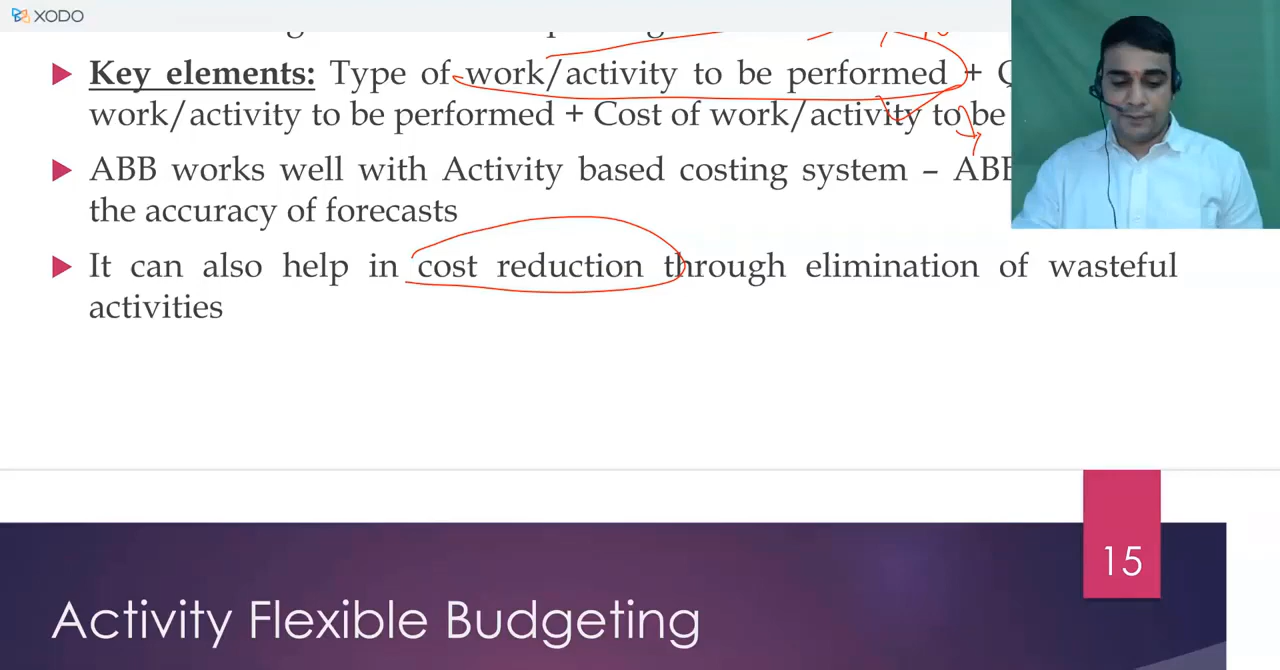 XODO
Key elements: Type of work/activity to be performed +
work/activity to be performed + Cost of work/activity to be
ABB works well with Activity based costing system –
the accuracy of forecasts
It can also help in cost reduction through elimination of wasteful
activities
15
Activity Flexible Budgeting